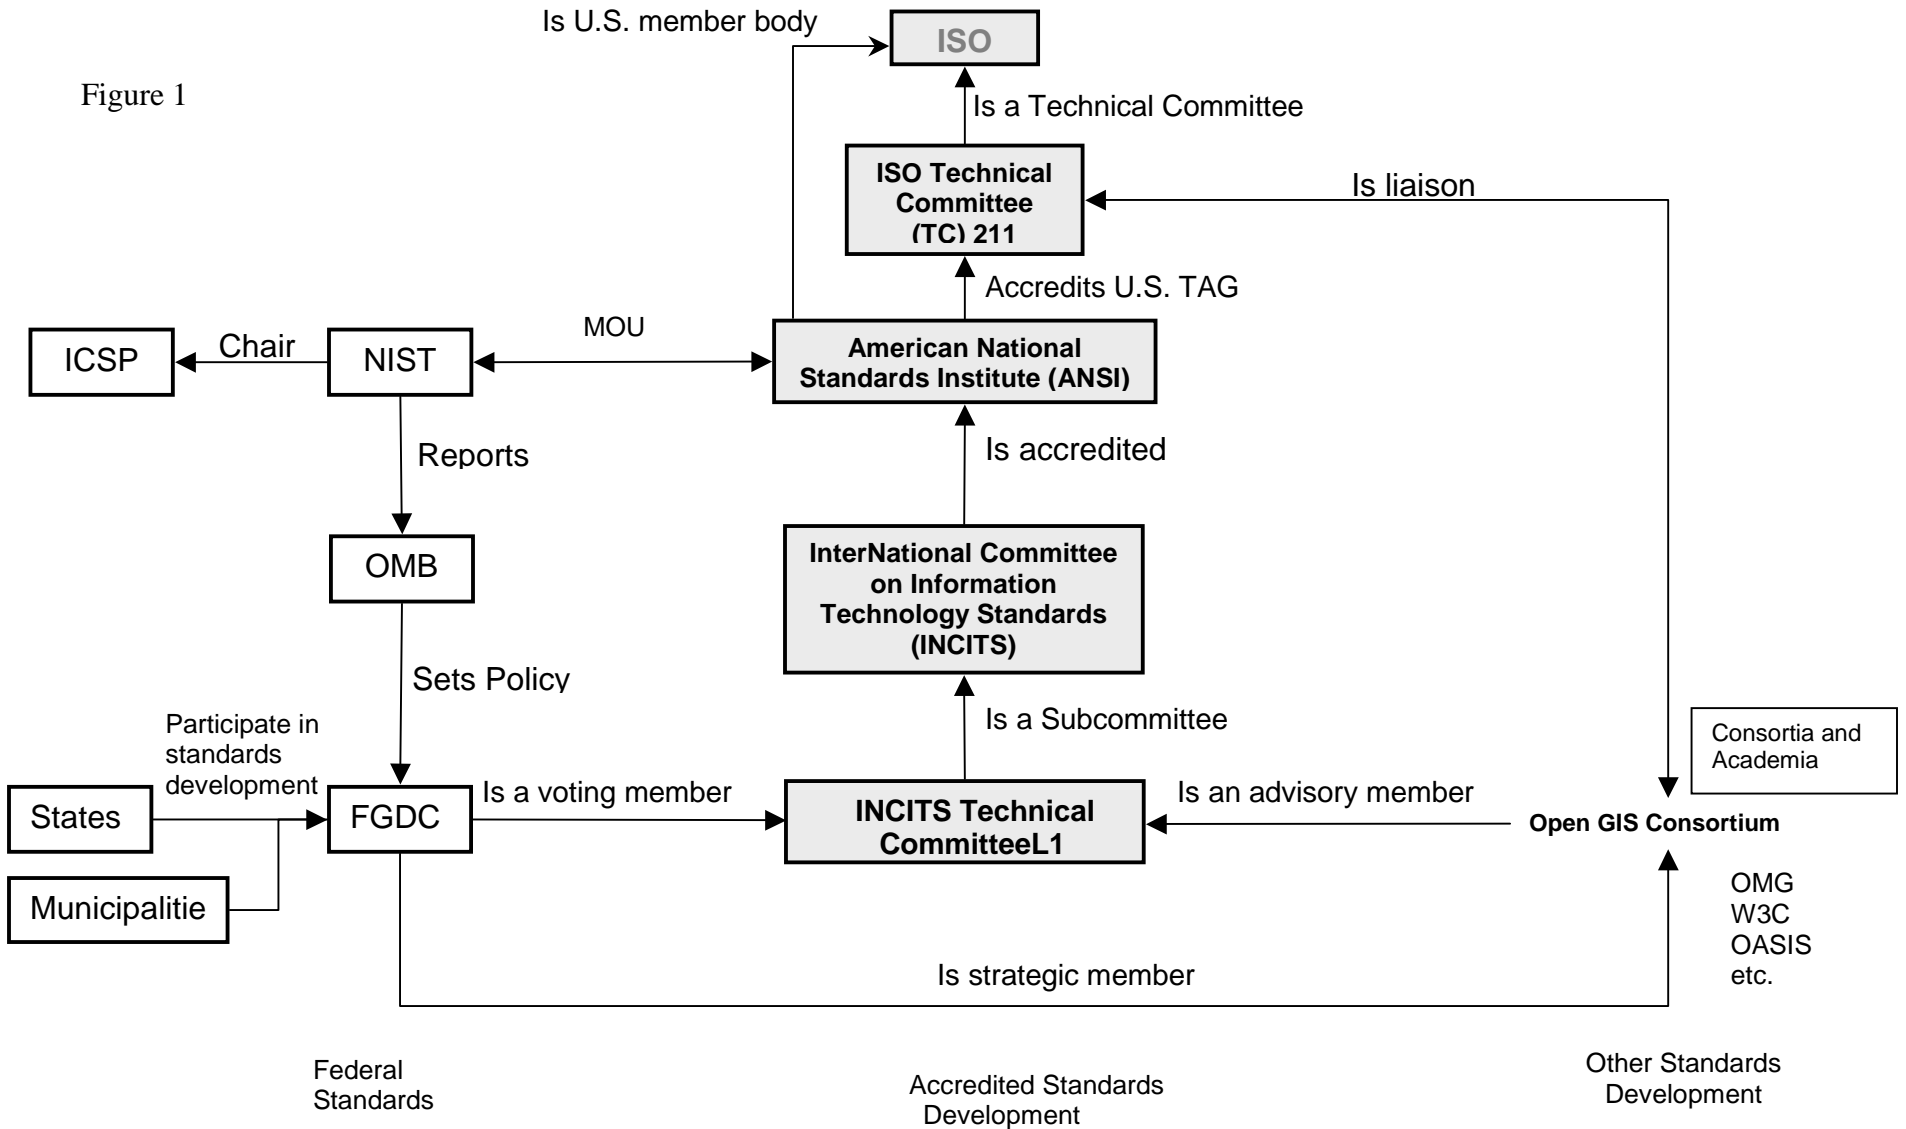 Is U.S. member body
ISO
Figure 1
Is a Technical Committee
ISO Technical
Committee
(TC) 211
Is liaison
Accredits U.S. TAG
ICSP
Chair
NIST
MOU
American National
Standards Institute (ANSI)
Reports
Is accredited
OMB
InterNational Committee
on Information
Technology Standards
(INCITS)
Sets Policy
Is a Subcommittee
Participate in
standards
development
Consortia and
Academia
States
FGDC
Is a voting member
INCITS Technical
CommitteeL1
Is an advisory member
Open GIS Consortium
Municipalitie
OMG
W3C
OASIS
etc.
Is strategic member
Federal
Standards
Accredited Standards
Development
Other Standards
Development